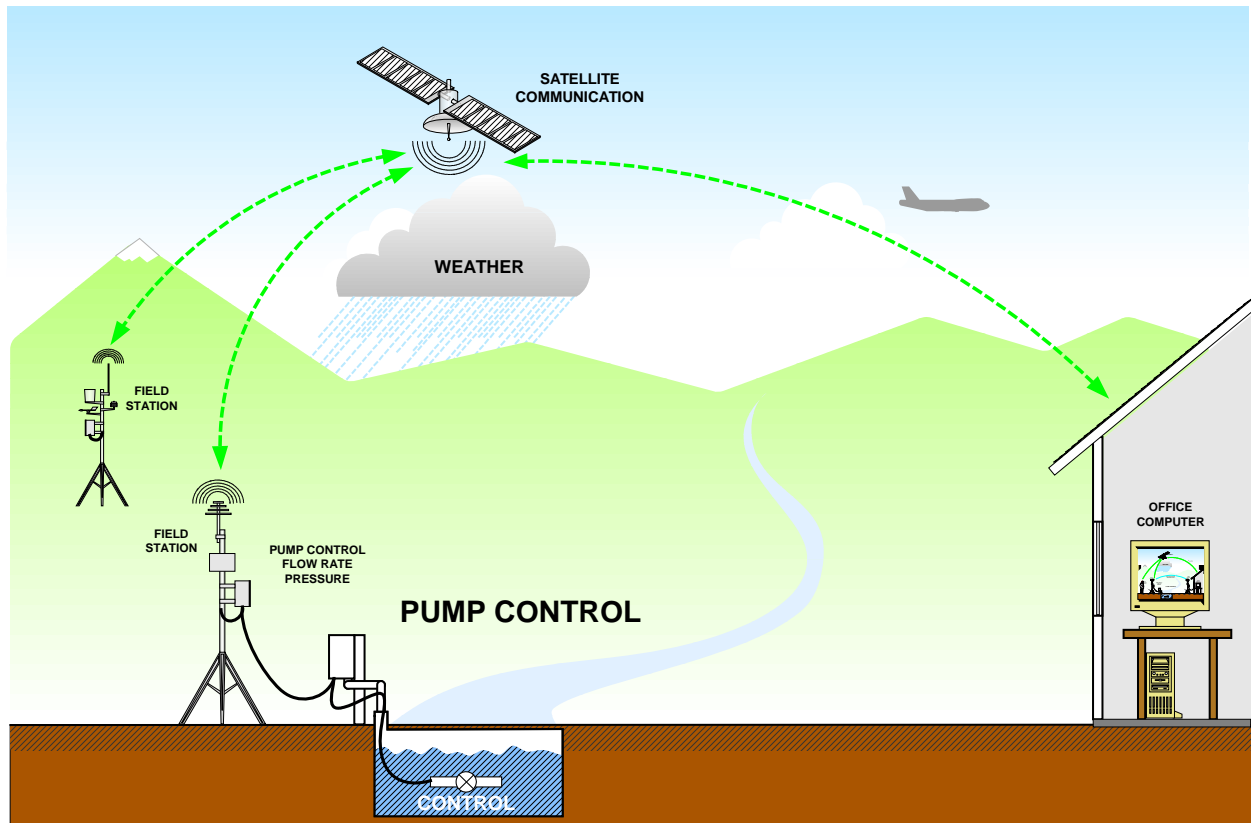 SATELLITE
COMMUNICATION
WEATHER
FIELD
STATION
OFFICE
COMPUTER
FIELD
STATION
PUMP CONTROL
FLOW RATE
PRESSURE
PUMP CONTROL
CONTROL